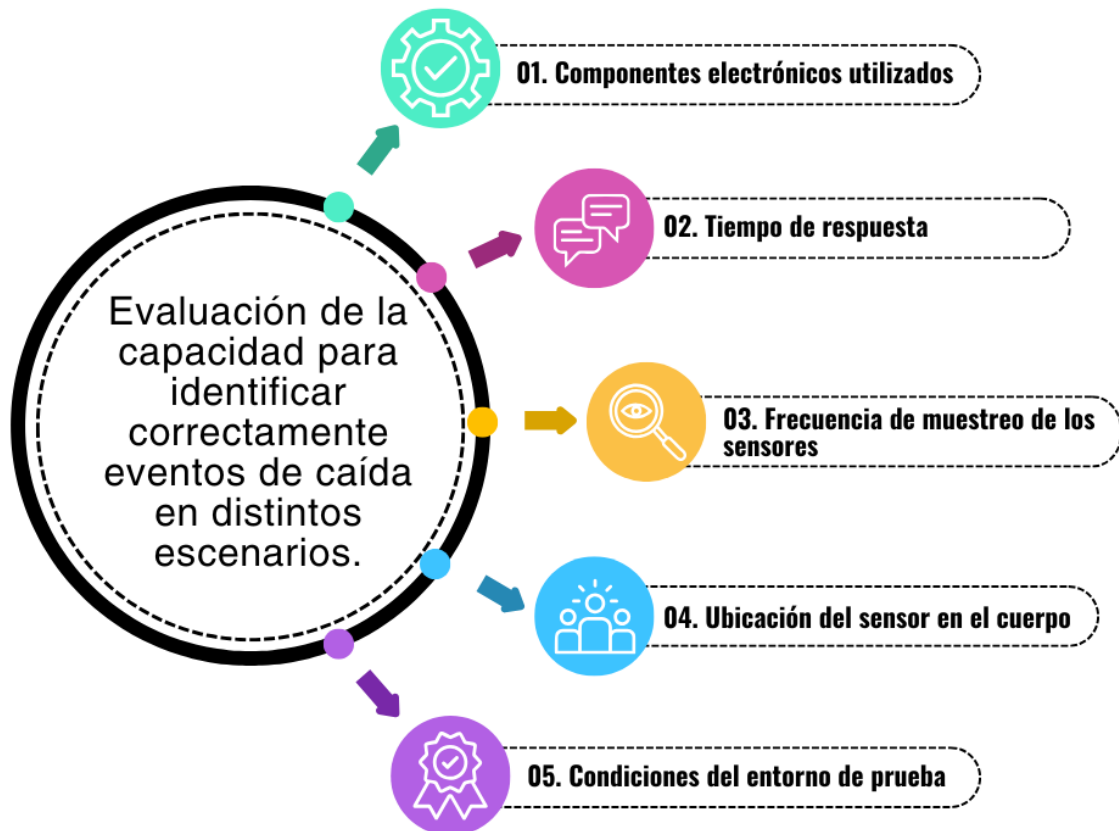 01. Componentes electrónicos utilizados
02. Tiempo de respuesta
Evaluación de la
capacidad para
identificar
correctamente
eventos de caída
en distintos
escenarios.
03. Frecuencia de muestreo de los
sensores
04. Ubicación del sensor en el cuerpo
05. Condiciones del entorno de prueba